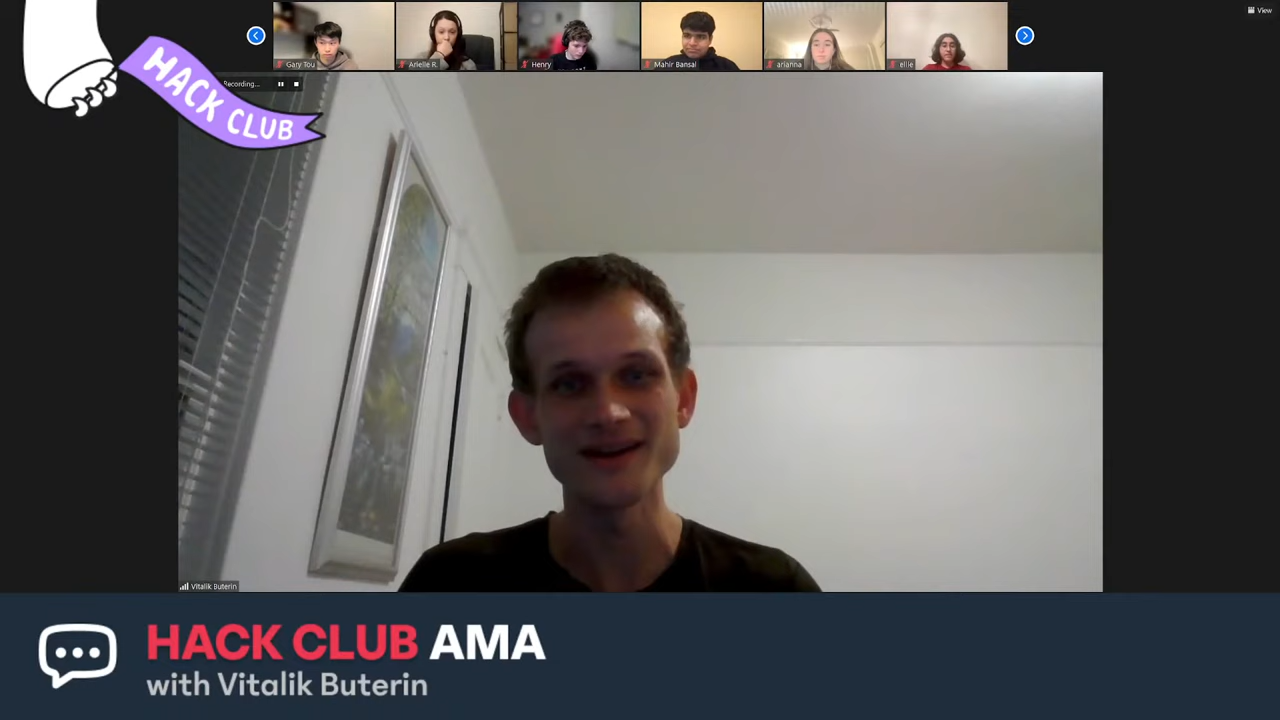 View
Gary Tou
Arielle R.
Henry
Mahir Bansal
arianna
ellie
Recording...
HACK CLUB
Vitalik Buterin
HACK CLUB AMA
with Vitalik Buterin